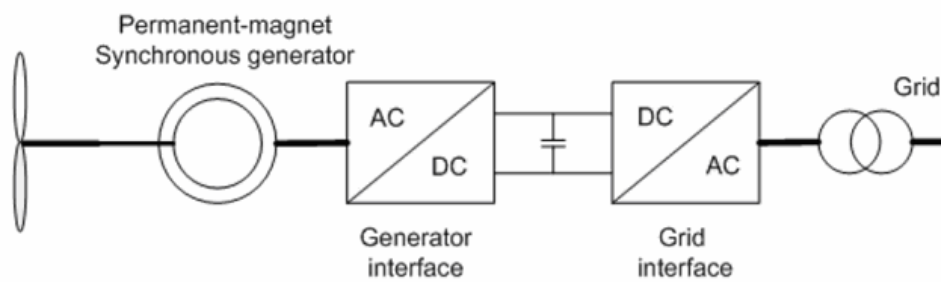 Permanent-magnet
Synchronous generator
Grid
AC
DC
DC
AC
Generator
interface
Grid
interface